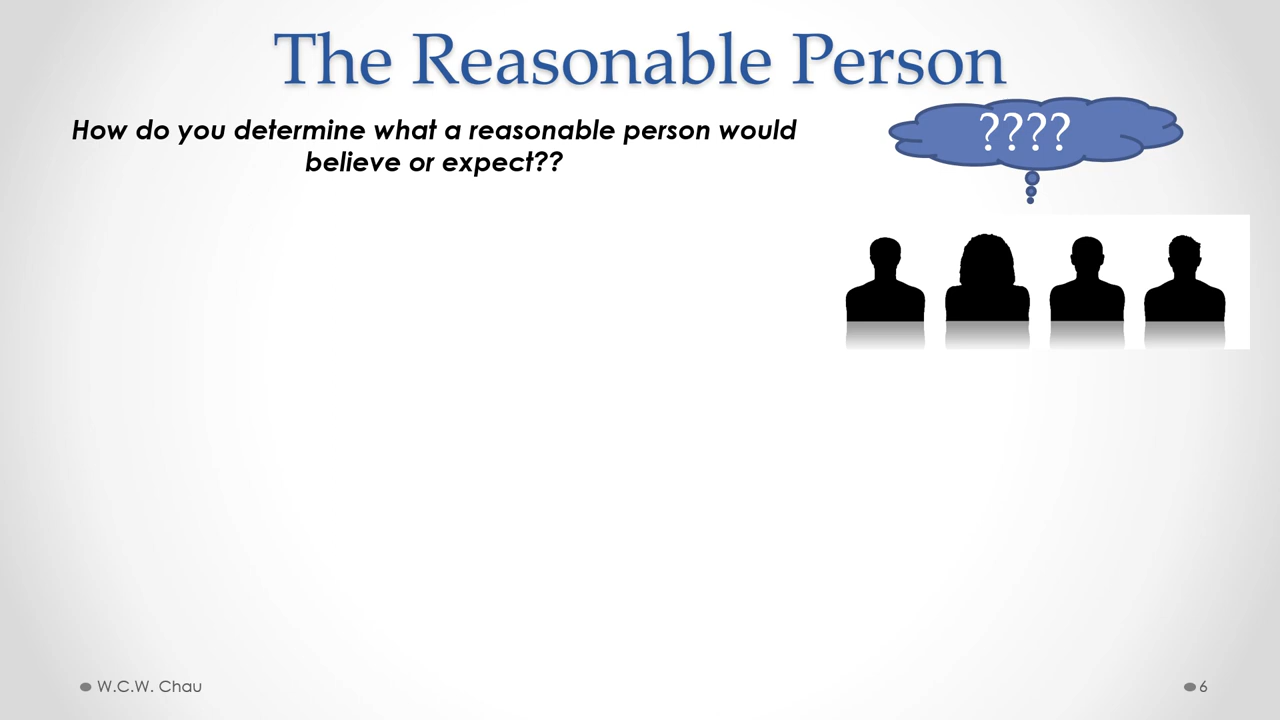 The Reasonable Person
How do you determine what a reasonable person would
believe or expect??
????
W.C.W. Chau
6